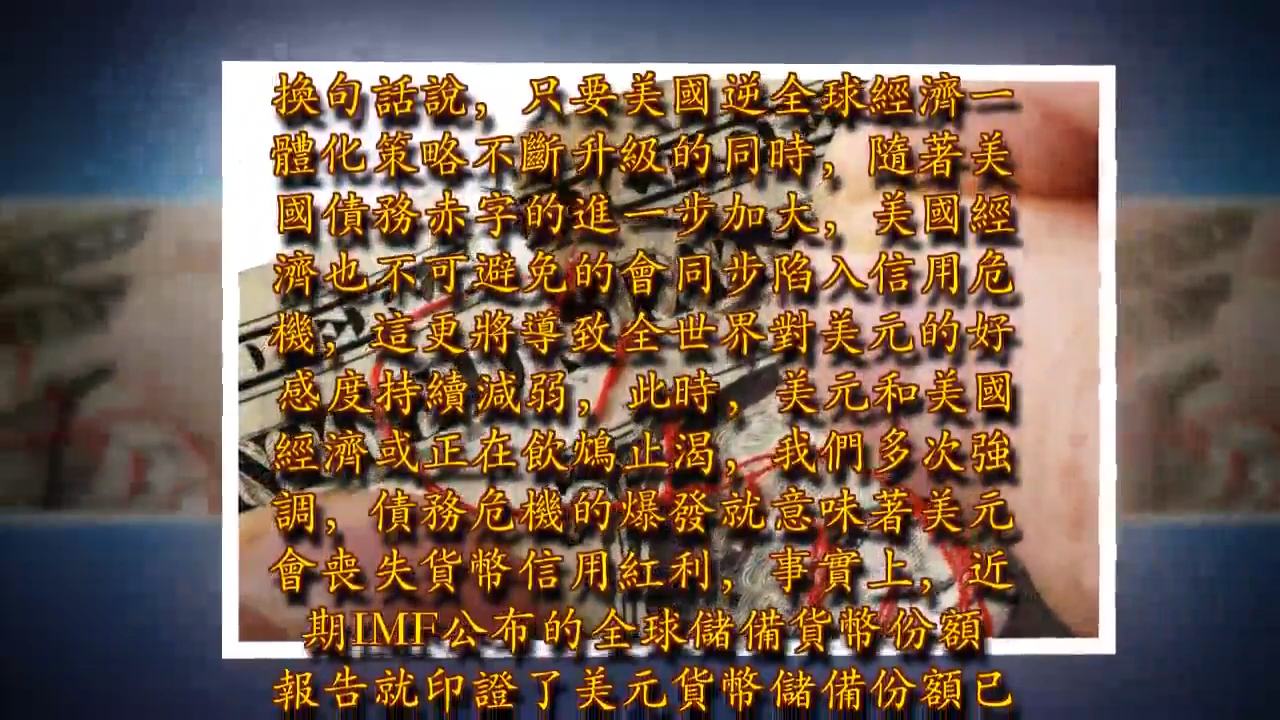 換句話說，只要美國逆全球經濟一
體化策略不斷升級的同時，隨著美
國債務赤字的進一步加大，美國經
濟也不可避免的會同步陷入信用危
機，這更將導致全世界對美元的好
感度持續減弱，此時，美元和美國
經濟或正在飲鴆止渴，我們多次強
調，債務危機的爆發就意味著美元
會喪失貨幣信用紅利，事實上，近
期IMF公布的全球儲備貨幣份額
報告就印證了美元貨幣儲備份額已